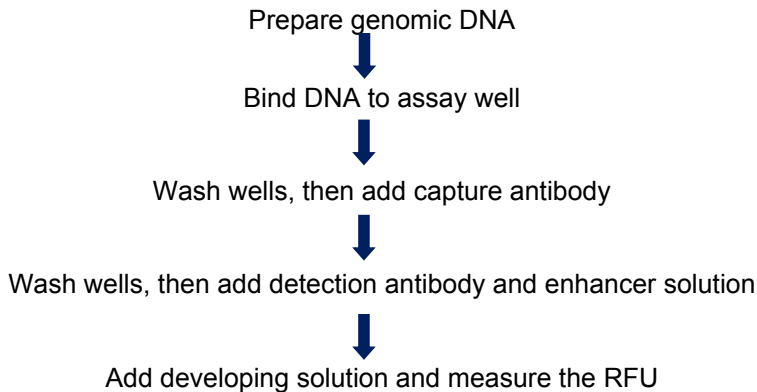 Prepare genomic DNA
Bind DNA to assay well
Wash wells, then add capture antibody
Wash wells, then add detection antibody and enhancer solution
Add developing solution and measure the RFU